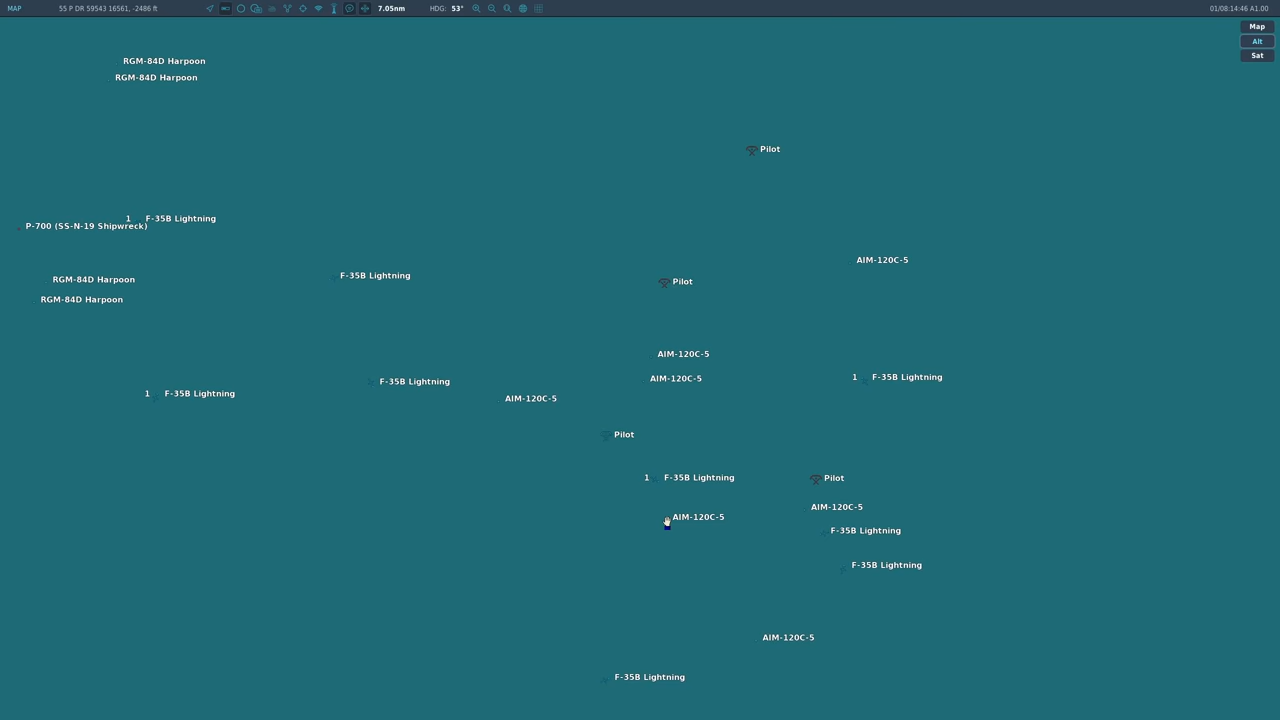 MAP 55 P DR 59543 16561, -2486 ft 7.05nm HDG: 53° 01/08:14:46 A1.00
Map
Alt
Sat
RGM-84D Harpoon
RGM-84D Harpoon
Pilot
1 F-35B Lightning
P-700 (SS-N-19 Shipwreck)
AIM-120C-5
F-35B Lightning
RGM-84D Harpoon
Pilot
RGM-84D Harpoon
AIM-120C-5
AIM-120C-5
1 F-35B Lightning
F-35B Lightning
1 F-35B Lightning
AIM-120C-5
Pilot
1 F-35B Lightning
Pilot
AIM-120C-5
AIM-120C-5
F-35B Lightning
F-35B Lightning
AIM-120C-5
F-35B Lightning